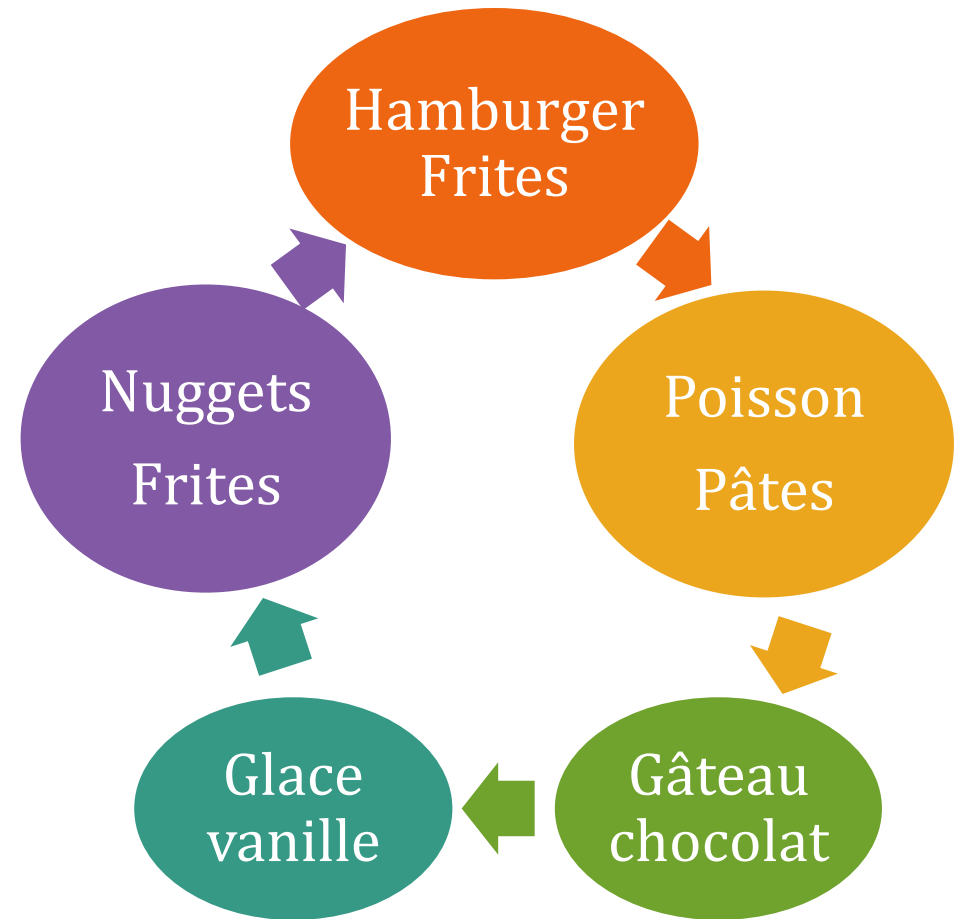 Hamburger
Frites
Poisson
Pâtes
Gâteau
chocolat
Glace
vanille
Nuggets
Frites